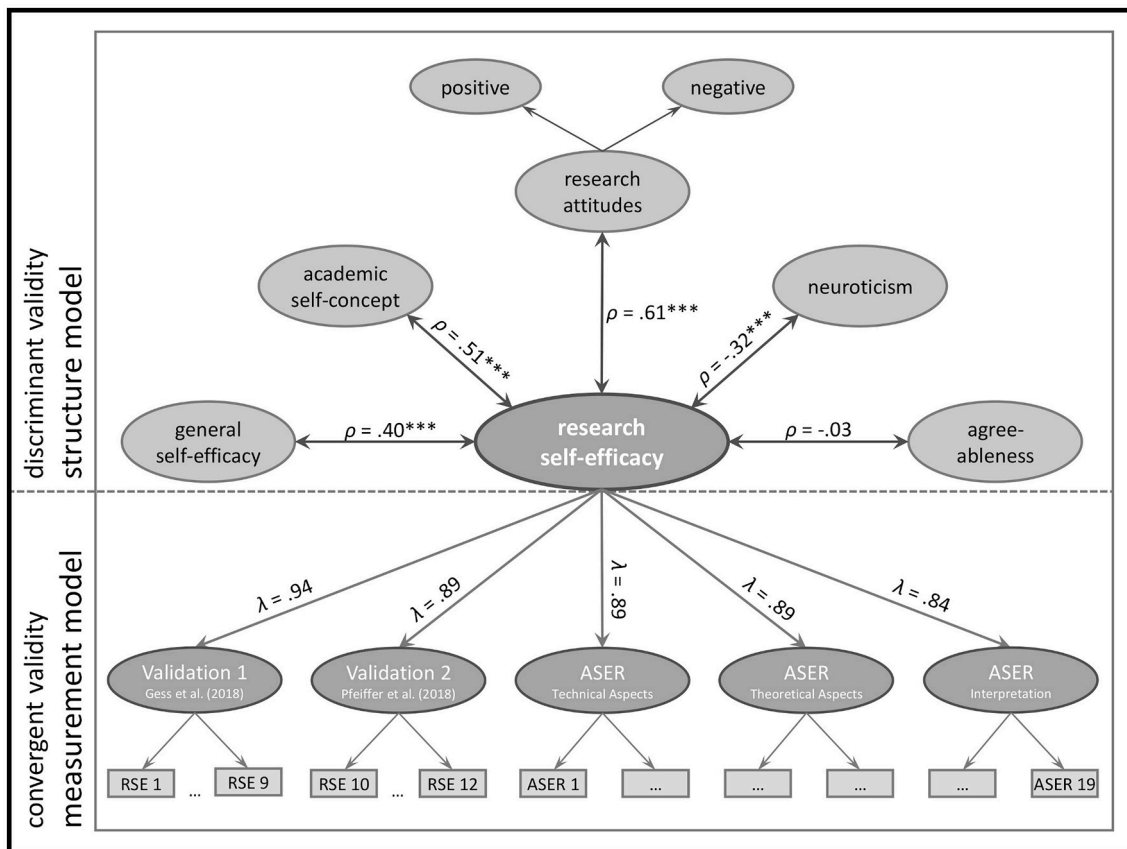 positive
negative
research
attitudes
academic
self-concept
neuroticism
ρ = .61***
ρ = .51***
ρ = -.32***
general
self-efficacy
ρ = .40***
research
self-efficacy
ρ = -.03
agree-
ableness
discriminant validity
structure model
λ = .94
λ = .89
λ = .89
λ = .89
λ = .84
Validation 1
Gess et al. (2018)
Validation 2
Pfeiffer et al. (2018)
ASER
Technical Aspects
ASER
Theoretical Aspects
ASER
Interpretation
RSE 1
...
RSE 9
RSE 10
...
RSE 12
ASER 1
...
...
...
...
ASER 19
convergent validity
measurement model